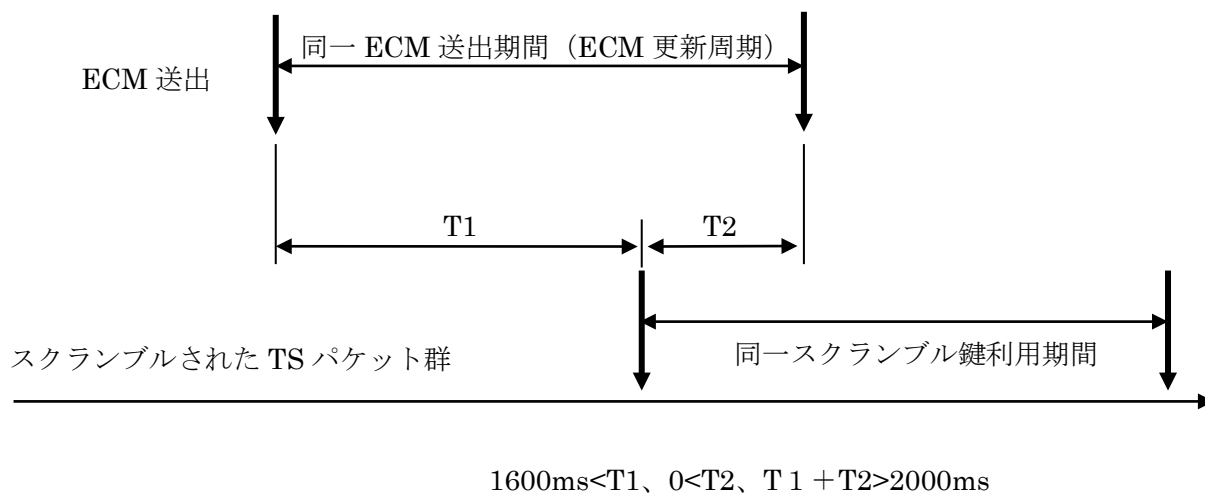 同一 ECM 送出期間（ECM 更新周期）
ECM 送出
T1
T2
スクランブルされた TS パケット群
同一スクランブル鍵利用期間
1600ms<T1、0<T2、T１＋T2>2000ms